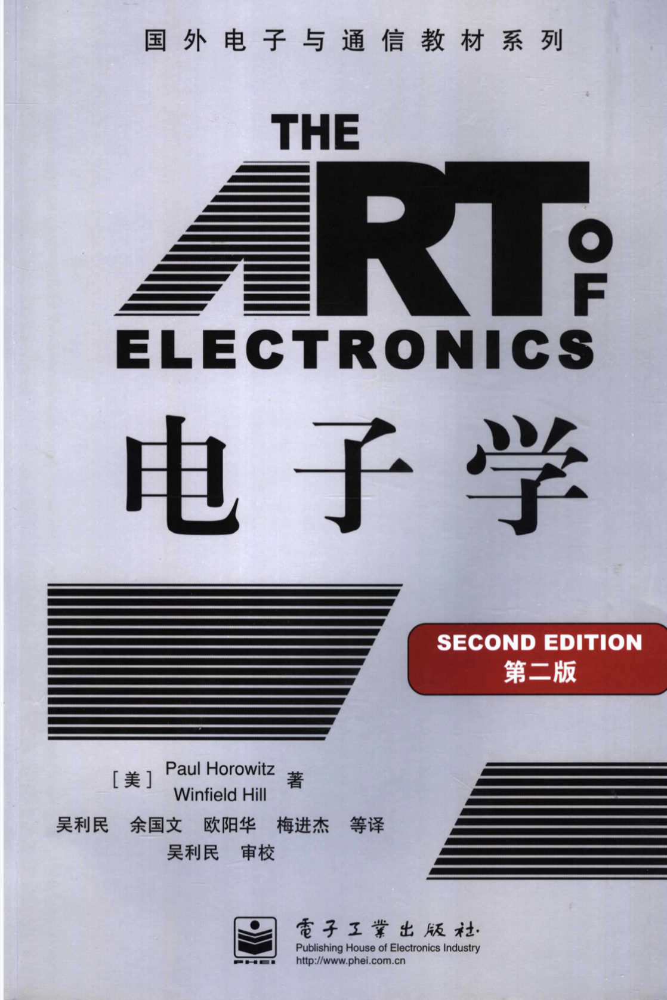 国外电子与通信教材系列
THE
ART OF
ELECTRONICS
电子学
SECOND EDITION
第二版
[美] Paul Horowitz
Winfield Hill 著
吴利民 余国文 欧阳华 梅进杰 等译
吴利民 审校
電子工業出版社
Publishing House of Electronics Industry
http://www.phei.com.cn
PHEI